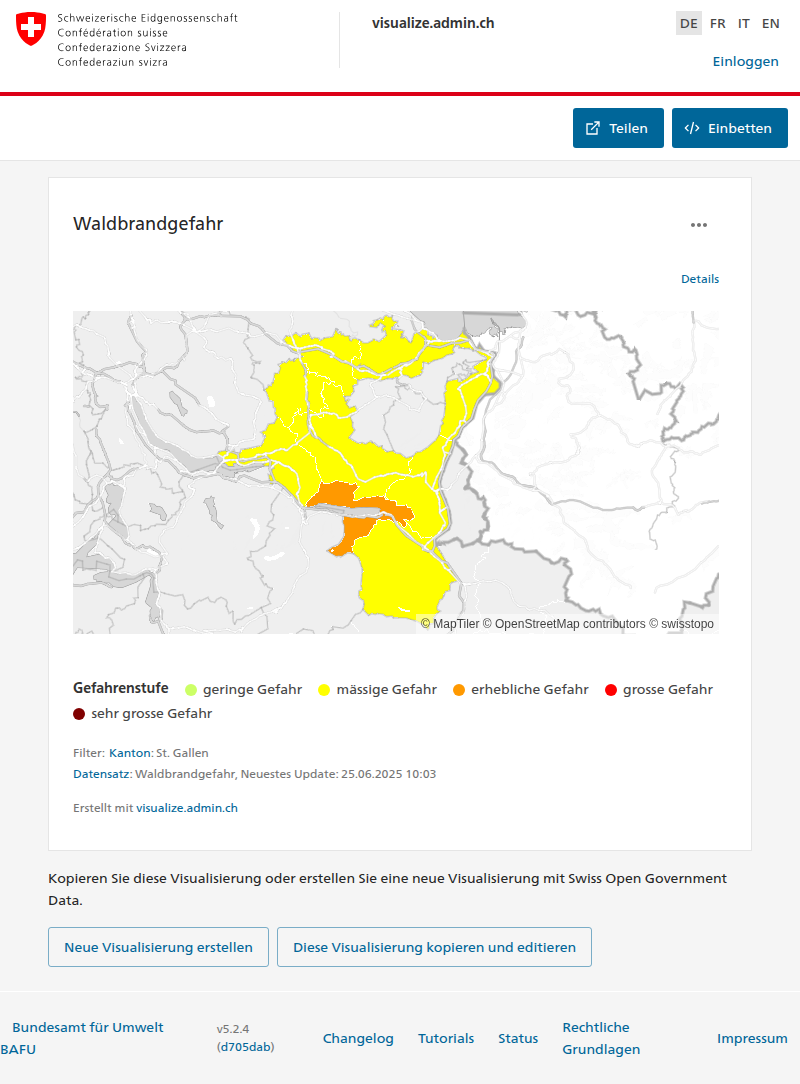 Schweizerische Eidgenossenschaft
Confédération suisse
Confederazione Svizzera
Confederaziun svizra
visualize.admin.ch
DE FR IT EN
Einloggen
Teilen
Einbetten
Waldbrandgefahr
Details
© MapTiler © OpenStreetMap contributors © swisstopo
Gefahrenstufe geringe Gefahr mässige Gefahr erhebliche Gefahr grosse Gefahr
sehr grosse Gefahr
Filter: Kanton: St. Gallen
Datensatz: Waldbrandgefahr, Neuestes Update: 25.06.2025 10:03
Erstellt mit visualize.admin.ch
Kopieren Sie diese Visualisierung oder erstellen Sie eine neue Visualisierung mit Swiss Open Government
Data.
Neue Visualisierung erstellen
Diese Visualisierung kopieren und editieren
Bundesamt für Umwelt
BAFU
v5.2.4
(d705dab)
Changelog
Tutorials
Status
Rechtliche
Grundlagen
Impressum